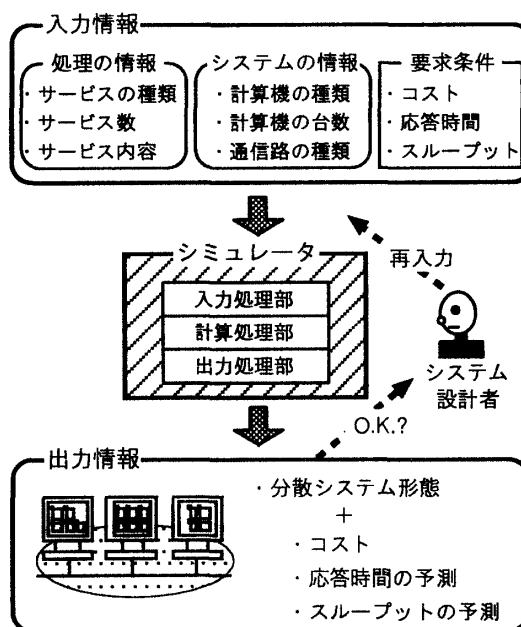 入力情報
処理の情報
・サービスの種類
・サービス数
・サービス内容
システムの情報
・計算機の種類
・計算機の台数
・通信路の種類
要求条件
・コスト
・応答時間
・スループット
シミュレータ
入力処理部
計算処理部
出力処理部
再入力
システム
設計者
O.K.?
出力情報
・分散システム形態
+
・コスト
・応答時間の予測
・スループットの予測